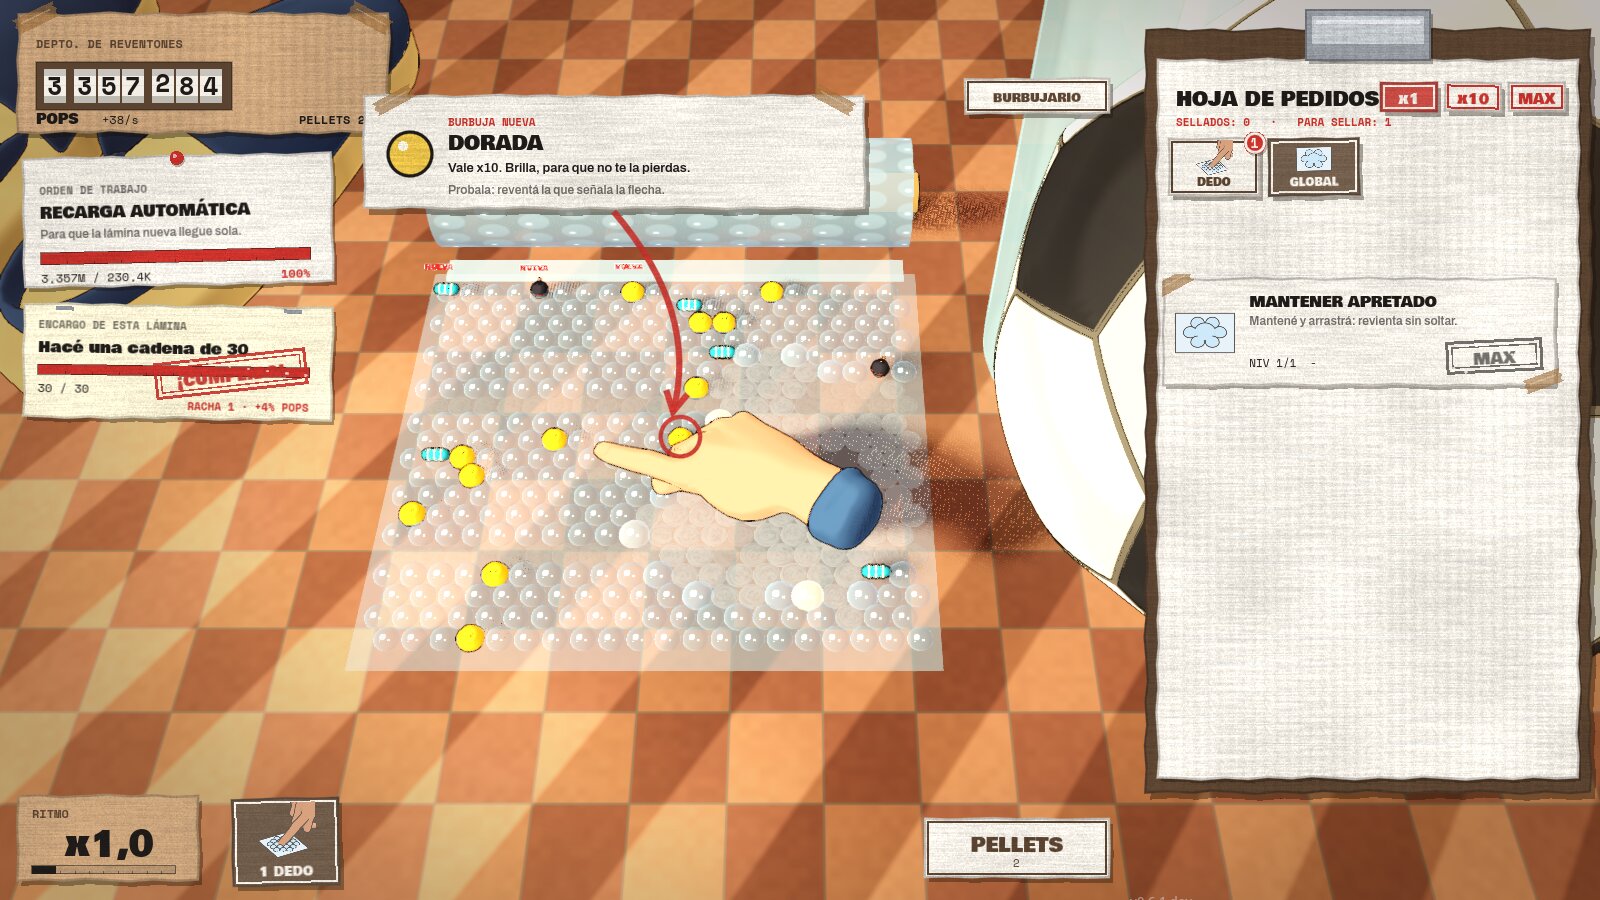 DEPTO. DE REVENTONES
3 357 284
POPS +38/s PELLETS 2
ORDEN DE TRABAJO
RECARGA AUTOMÁTICA
Para que la lámina nueva llegue sola.
3,357M / 230.4K 100%
ENCARGO DE ESTA LÁMINA
Hacé una cadena de 30
30 / 30
RACHA 1 · +4% POPS
BURBUJA NUEVA
DORADA
Vale x10. Brilla, para que no te la pierdas.
Probala: reventá la que señala la flecha.
BURBUJARIO
HOJA DE PEDIDOS x1 x10 MAX
SELLADOS: 0 · PARA SELLAR: 1
DEDO 1
GLOBAL
MANTENER APRETADO
Mantené y arrastrá: revienta sin soltar.
NIV 1/1 -
MAX
RITMO
x1,0
1 DEDO
PELLETS
2